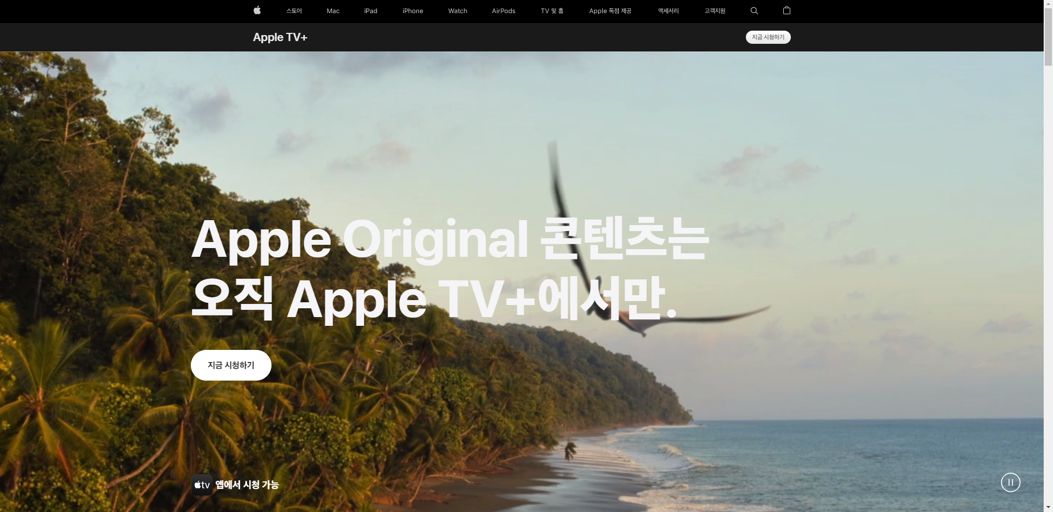 스토어 Mac iPad iPhone Watch AirPods TV 및 홈 Apple 독점 제공 액세서리 고객지원
Apple TV+ 지금 시청하기
Apple Original 콘텐츠는
오직 Apple TV+에서만.
지금 시청하기
tv 앱에서 시청 가능